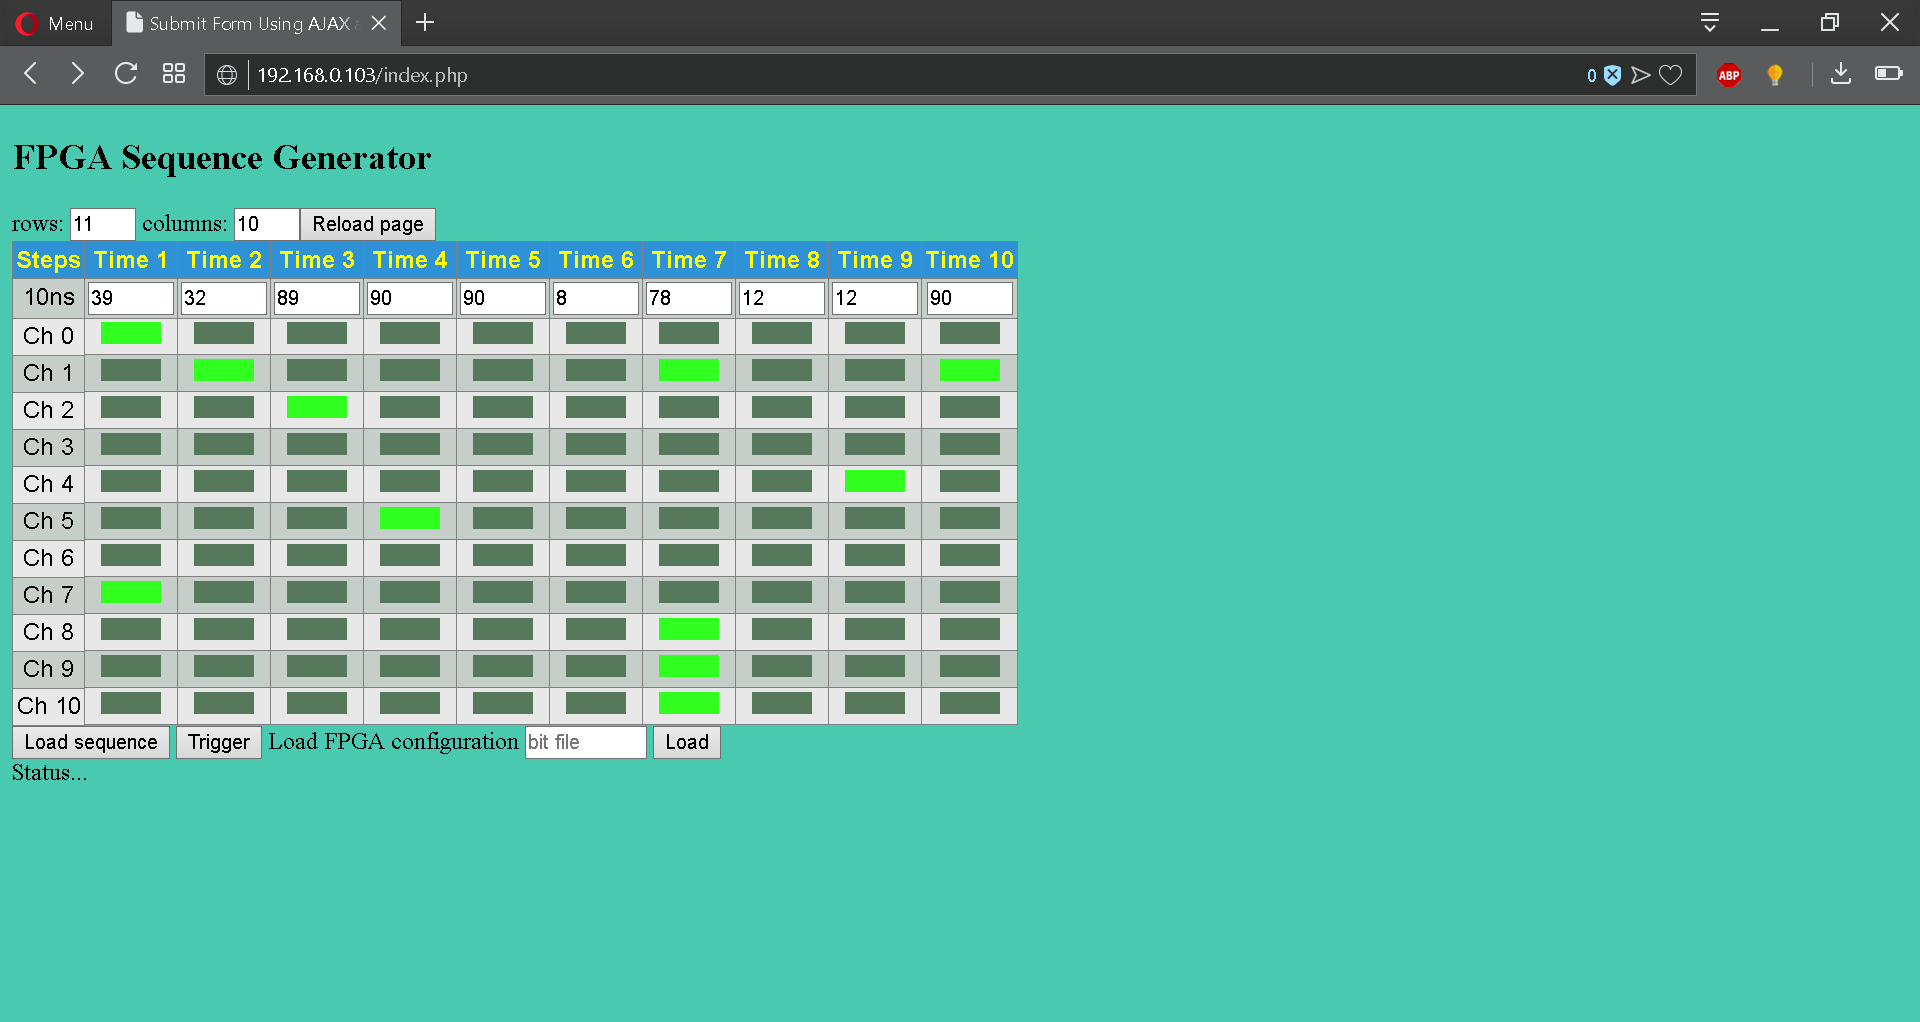 Menu
Submit Form Using AJAX
192.168.0.103/index.php
0
ABP
FPGA Sequence Generator
rows: 11 columns: 10 Reload page
Steps Time 1 Time 2 Time 3 Time 4 Time 5 Time 6 Time 7 Time 8 Time 9 Time 10
10ns 39 32 89 90 90 8 78 12 12 90
Ch 0
Ch 1
Ch 2
Ch 3
Ch 4
Ch 5
Ch 6
Ch 7
Ch 8
Ch 9
Ch 10
Load sequence Trigger Load FPGA configuration bit file Load
Status...